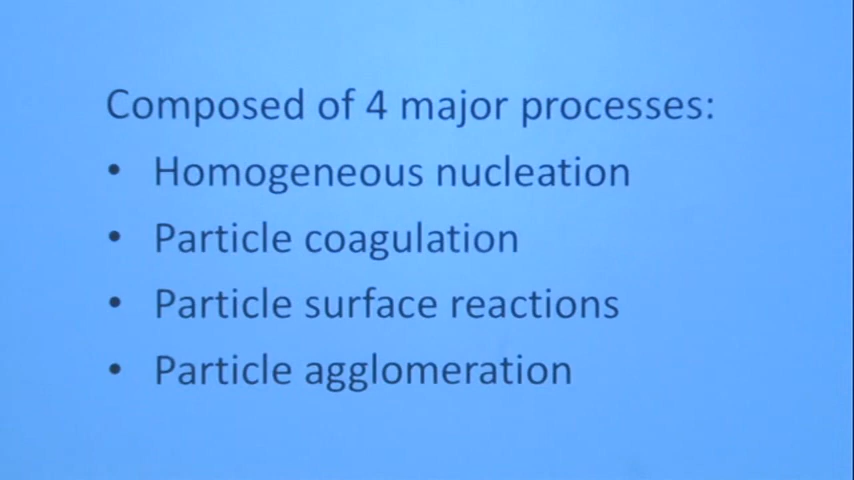 Composed of 4 major processes:
• Homogeneous nucleation
• Particle coagulation
• Particle surface reactions
• Particle agglomeration